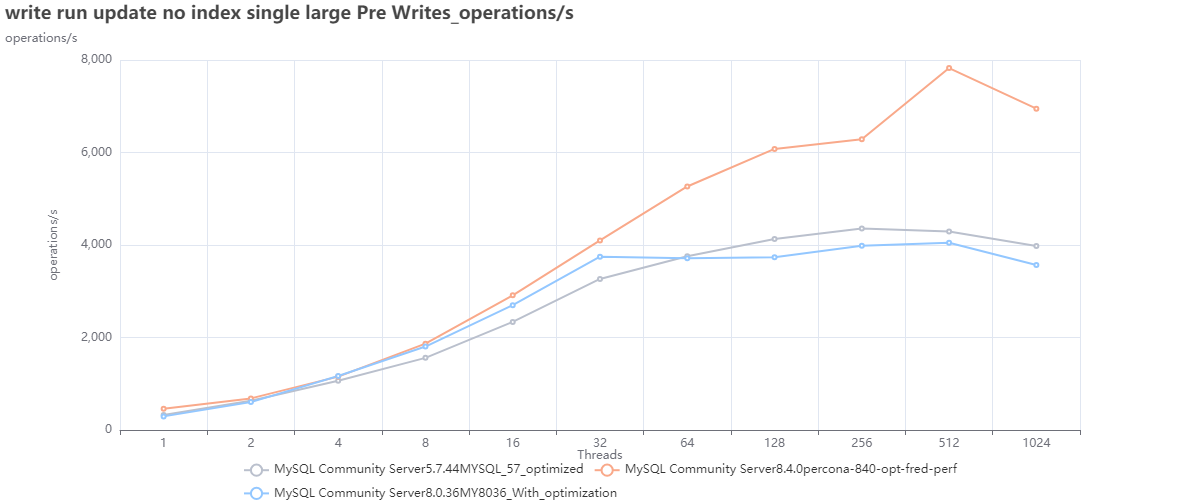 write run update no index single large Pre Writes_operations/s
operations/s
8,000
6,000
4,000
2,000
0
operations/s
1 2 4 8 16 32 64 128 256 512 1024
Threads
MySQL Community Server5.7.44MYSQL_57_optimized MySQL Community Server8.4.0percona-840-opt-fred-perf
MySQL Community Server8.0.36MY8036_With_optimization